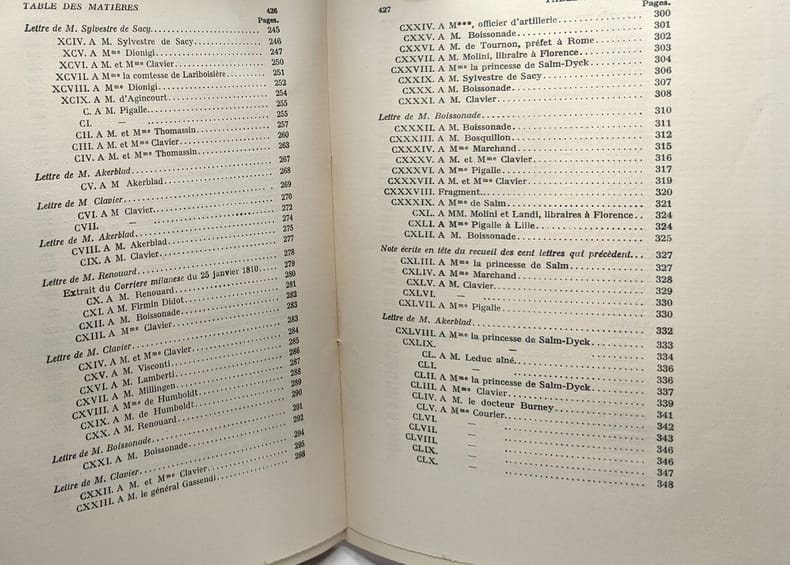 TABLE DES MATIÈRES 426
Pages.
Lettre de M. Sylvestre de Sacy 245
XCIV. A M. Sylvestre de Sacy 246
XCV. A Mme Dionigi 247
XCVI. A M. et Mme Clavier 250
XCVII. A Mme la comtesse de Lariboisière 251
XCVIII. A Mme Dionigi 252
XCIX. A M. d'Agincourt 254
C. A M. Pigalle 255
CI. — 255
CII. A M. et Mme Thomassin 257
CIII. A M. et Mme Clavier 260
CIV. A M. et Mme Thomassin 263
Lettre de M. Akerblad 267
CV. A M Akerblad 268
Lettre de M Clavier 269
CVI. A M Clavier 270
CVII. — 272
Lettre de M. Akerblad 274
CVIII. A M. Akerblad 275
CIX. A M. Clavier 277
Lettre de M. Renouard 278
Extrait du Corriere milanese du 25 janvier 1810 279
CX. A M. Renouard 280
CXI. A M. Firmin Didot 281
CXII. A M. Boissonade 282
CXIII. A Mme Clavier 283
Lettre de M. Clavier 283
CXIV. A M. et Mme Clavier 284
CXV. A M. Visconti 285
CXVI. A M. Lamberti 286
CXVII. A M. Millingen 287
CXVIII. A Mme de Humboldt 288
CXIX. A M. de Humboldt 289
CXX. A M. Renouard 290
Lettre de M. Boissonade 291
CXXI. A M. Boissonade 292
Lettre de M. Clavier 294
CXXII. A M. et Mme Clavier 295
CXXIII. A M. le général Gassendi 298
427
Pages.
CXXIV. A M***, officier d'artillerie 300
CXXV. A M. Boissonade 301
CXXVI. A M. de Tournon, préfet à Rome 302
CXXVII. A M. Molini, libraire à Florence 303
CXXVIII. A Mme la princesse de Salm-Dyck 304
CXXIX. A M. Sylvestre de Sacy 306
CXXX. A M. Boissonade 307
CXXXI. A M. Clavier 308
Lettre de M. Boissonade 310
CXXXII. A M. Boissonade 311
CXXXIII. A M. Bosquillon 312
CXXXIV. A Mme Marchand 315
CXXXV. A M. et Mme Clavier 316
CXXXVI. A Mme Pigalle 317
CXXXVII. A M. et Mme Clavier 319
CXXXVIII. Fragment 320
CXXXIX. A Mme de Salm 321
CXL. A MM. Molini et Landi, libraires à Florence 324
CXLI. A Mme Pigalle à Lille 324
CXLII. A M. Boissonade 325
Note écrite en tête du recueil des cent lettres qui précèdent 327
CXLIII. A Mme la princesse de Salm 327
CXLIV. A Mme Marchand 328
CXLV. A M. Clavier 329
CXLVI. — 330
CXLVII. A Mme Pigalle 330
Lettre de M. Akerblad 332
CXLVIII. A Mme la princesse de Salm-Dyck 333
CXLIX. — 334
CL. A M. Leduc aîné 336
CLI. — 336
CLII. A Mme la princesse de Salm-Dyck 337
CLIII. A Mme Clavier 339
CLIV. A M. le docteur Burney 341
CLV. A Mme Courier 342
CLVI. — 343
CLVII. — 346
CLVIII. — 346
CLIX. — 347
CLX. — 348